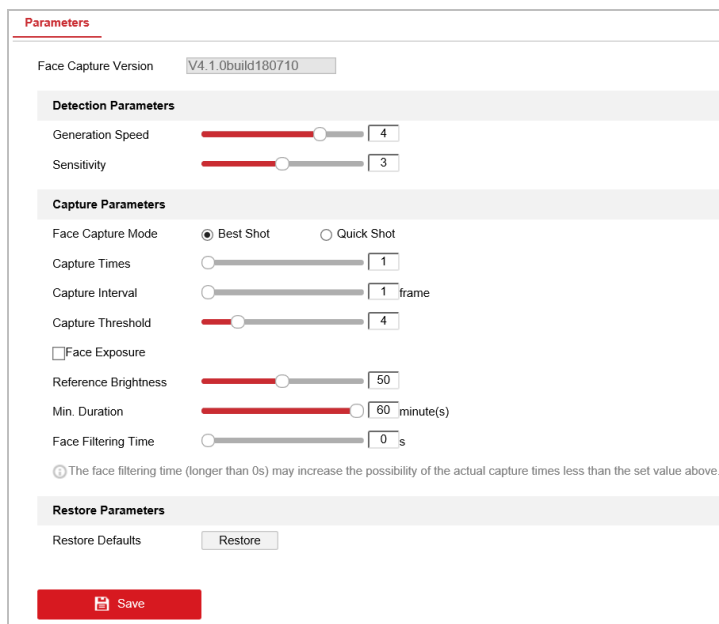 Parameters
Face Capture Version V4.1.0build180710
Detection Parameters
Generation Speed 4
Sensitivity 3
Capture Parameters
Face Capture Mode Best Shot Quick Shot
Capture Times 1
Capture Interval 1 frame
Capture Threshold 4
Face Exposure
Reference Brightness 50
Min. Duration 60 minute(s)
Face Filtering Time 0 s
The face filtering time (longer than 0s) may increase the possibility of the actual capture times less than the set value above.
Restore Parameters
Restore Defaults Restore
Save